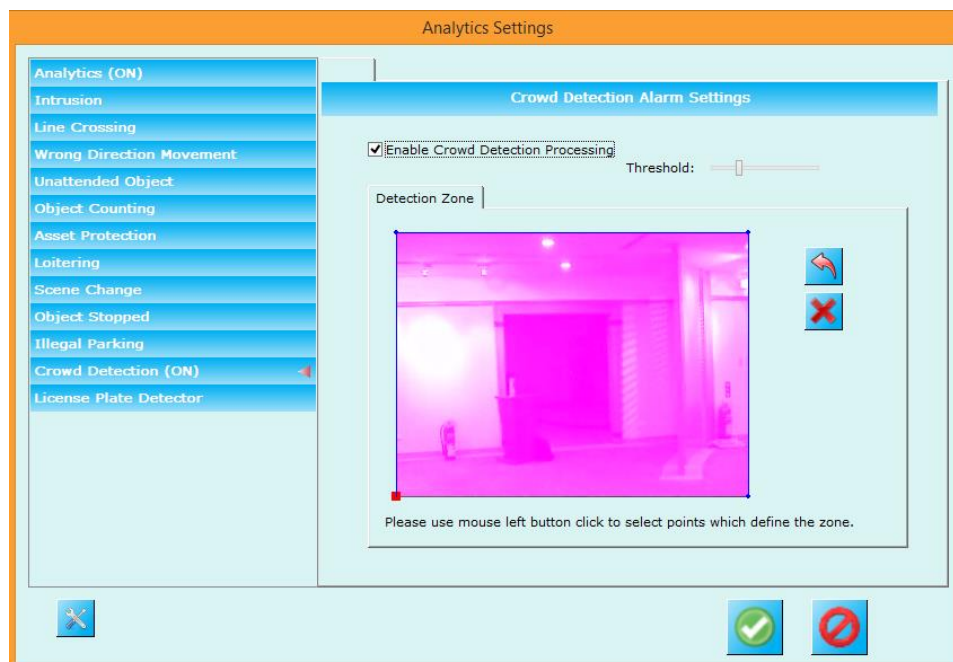 Analytics Settings
Analytics (ON)
Intrusion
Line Crossing
Wrong Direction Movement
Unattended Object
Object Counting
Asset Protection
Loitering
Scene Change
Object Stopped
Illegal Parking
Crowd Detection (ON)
License Plate Detector
Crowd Detection Alarm Settings
Enable Crowd Detection Processing
Threshold:
Detection Zone
Please use mouse left button click to select points which define the zone.